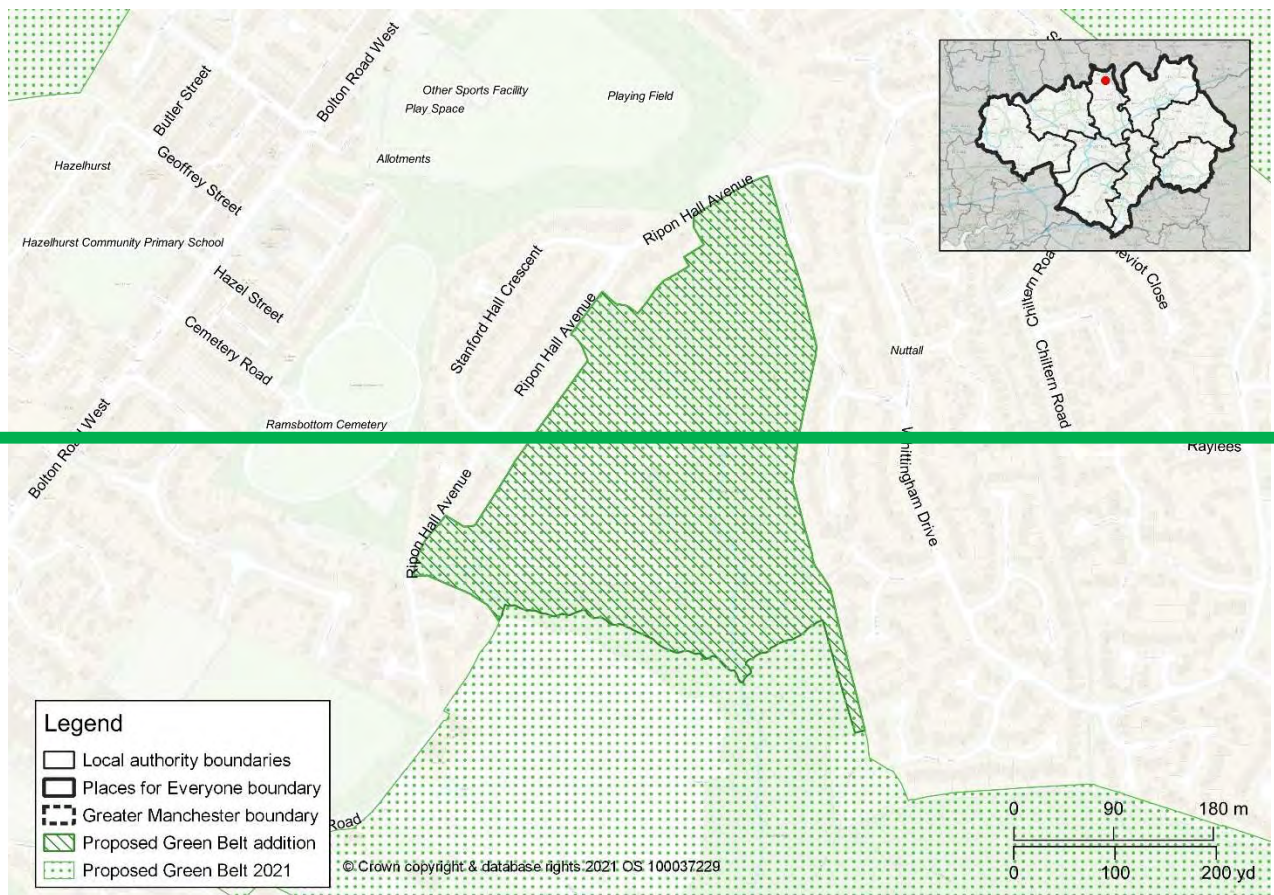 Butler Street
Bolton Road West
Other Sports Facility
Play Space
Playing Field
Allotments
Hazelhurst
Geoffrey Street
Ripon Hall Avenue
Hazelhurst Community Primary School
Stanford Hall Crescent
Hazel Street
Ripon Hall Avenue
Cemetery Road
Chiltern Road
Nuttall
Chiltern Road
Bolton Road West
Ramsbottom Cemetery
Raylees
Whittingham Drive
Ripon Hall Avenue
Legend
Local authority boundaries
Places for Everyone boundary
Greater Manchester boundary
Proposed Green Belt addition
Proposed Green Belt 2021
Road
© Crown copyright & database rights 2021 OS 100037229
0 90 180 m
0 100 200 yd